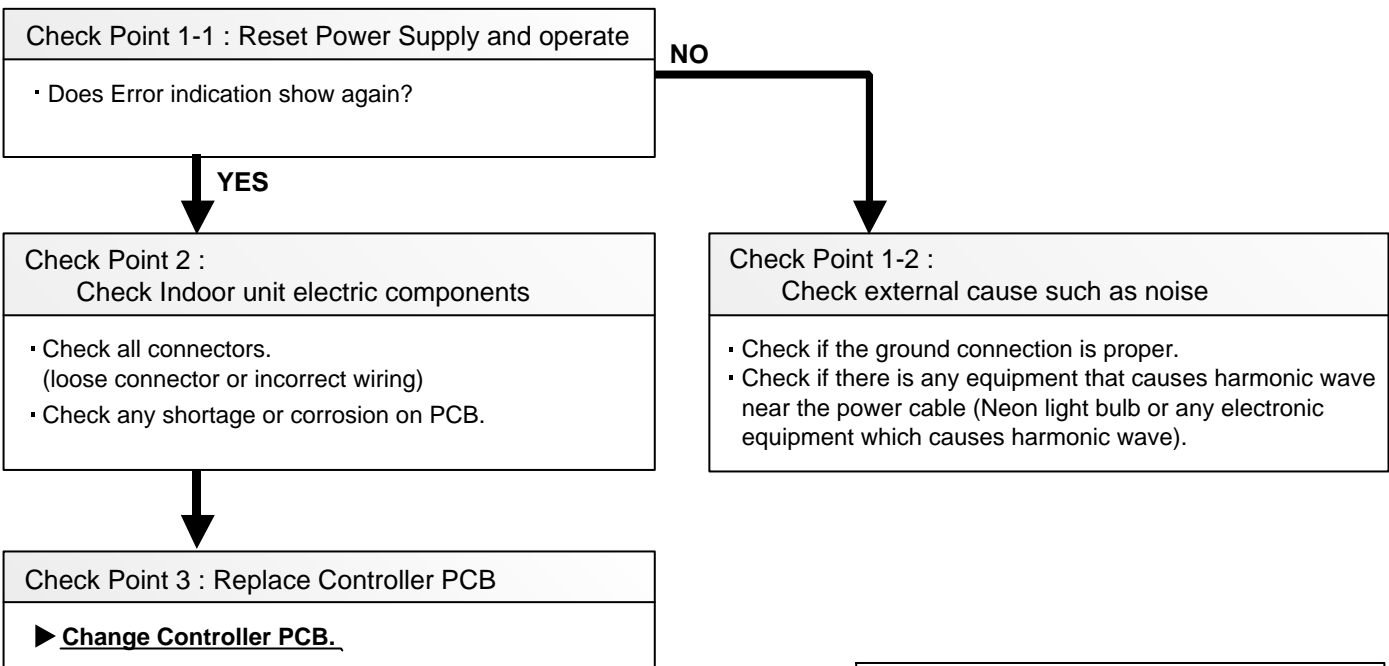 Check Point 1-1 : Reset Power Supply and operate
・Does Error indication show again?
NO
YES
Check Point 2 :
Check Indoor unit electric components
・Check all connectors.
(loose connector or incorrect wiring)
・Check any shortage or corrosion on PCB.
Check Point 1-2 :
Check external cause such as noise
・Check if the ground connection is proper.
・Check if there is any equipment that causes harmonic wave
near the power cable (Neon light bulb or any electronic
equipment which causes harmonic wave).
Check Point 3 : Replace Controller PCB
▶Change Controller PCB.